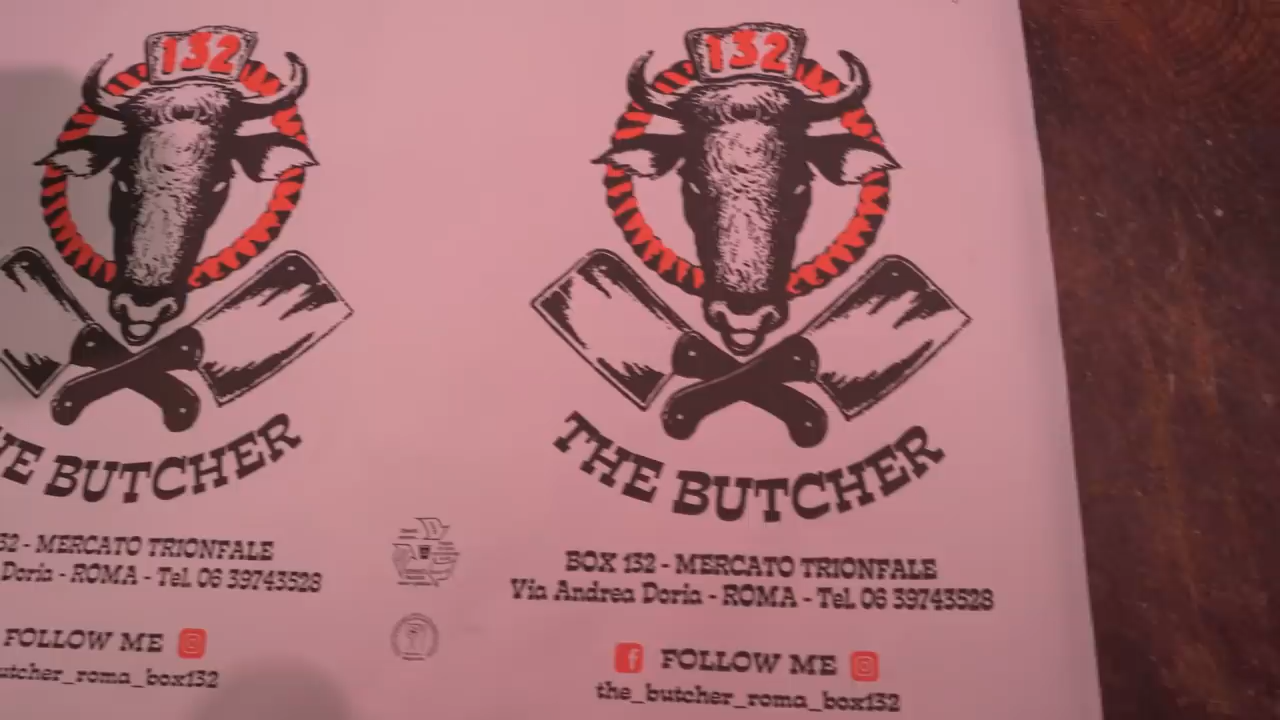 132
THE BUTCHER
BOX 132 - MERCATO TRIONFALE
Via Andrea Doria - ROMA - Tel. 06 39743528
FOLLOW ME
the_butcher_roma_box132
132
BUTCHER
- MERCATO TRIONFALE
Doria - ROMA - Tel. 06 39743528
FOLLOW ME